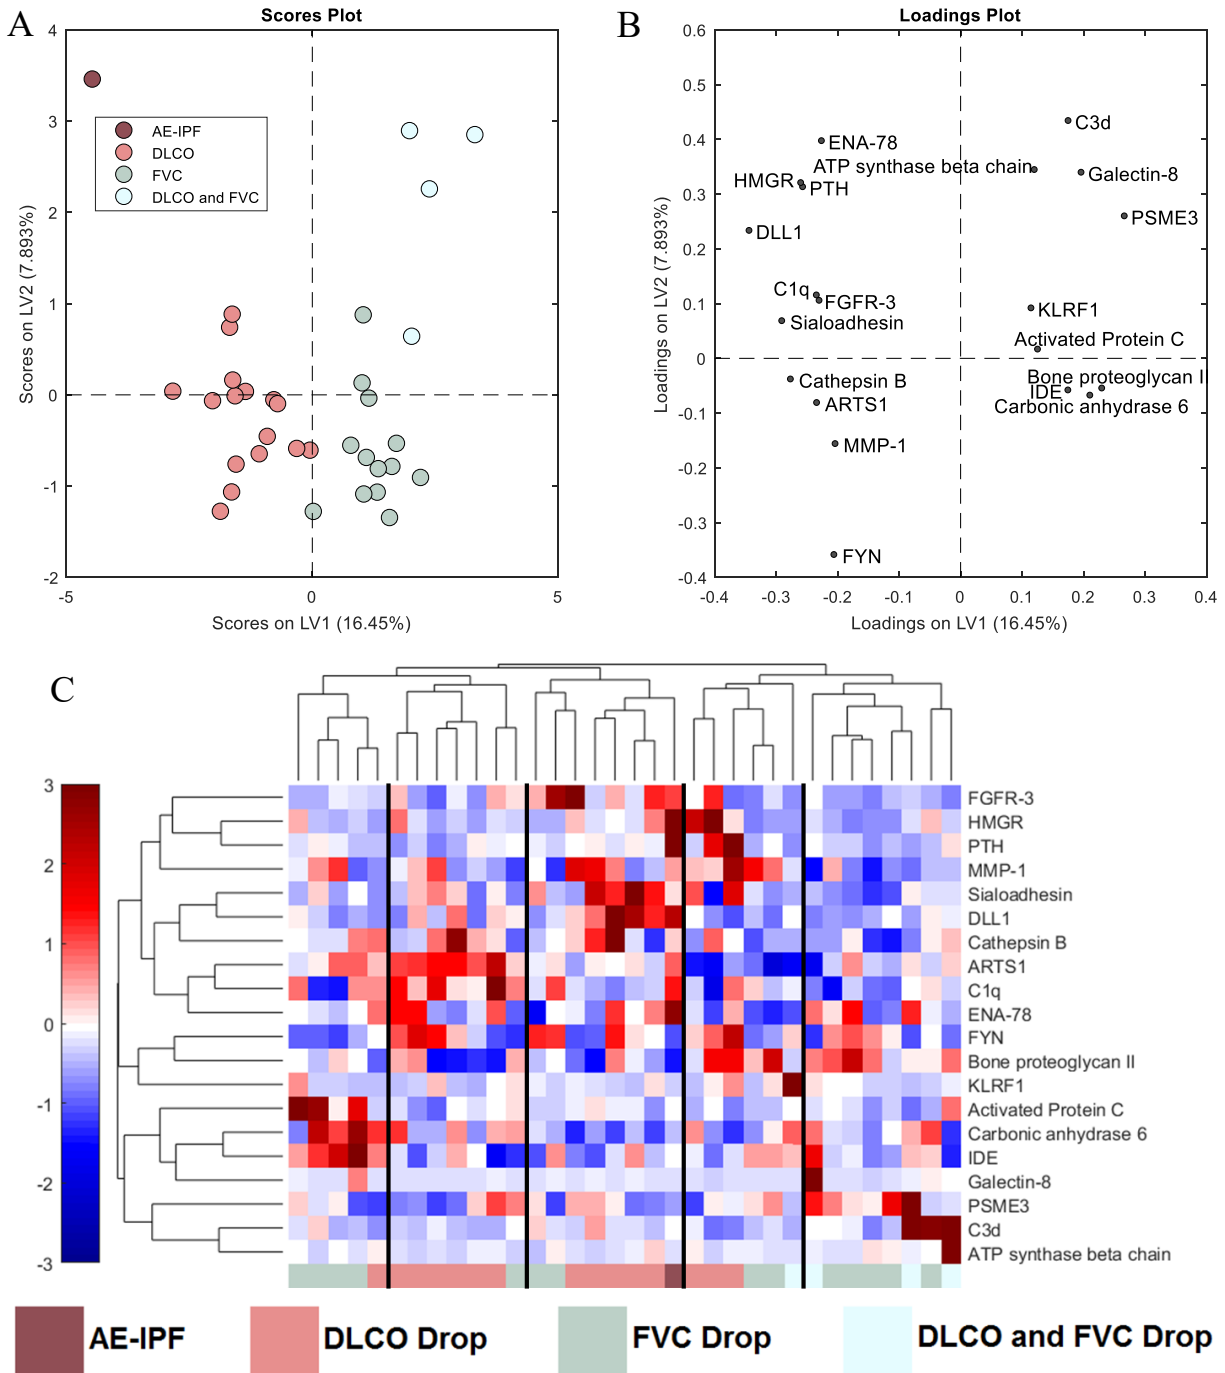 A
Scores Plot
4
3
2
1
0
-1
-2
-5
0
5
Scores on LV2 (7.893%)
Scores on LV1 (16.45%)
AE-IPF
DLCO
FVC
DLCO and FVC
B
Loadings Plot
0.6
0.5
0.4
0.3
0.2
0.1
0
-0.1
-0.2
-0.3
-0.4
-0.4
-0.3
-0.2
-0.1
0
0.1
0.2
0.3
0.4
Loadings on LV2 (7.893%)
Loadings on LV1 (16.45%)
C3d
ENA-78
ATP synthase beta chain
Galectin-8
HMGR
PTH
PSME3
DLL1
C1q
FGFR-3
KLRF1
Sialoadhesin
Activated Protein C
Cathepsin B
Bone proteoglycan II
IDE
ARTS1
Carbonic anhydrase 6
MMP-1
FYN
C
3
2
1
0
-1
-2
-3
FGFR-3
HMGR
PTH
MMP-1
Sialoadhesin
DLL1
Cathepsin B
ARTS1
C1q
ENA-78
FYN
Bone proteoglycan II
KLRF1
Activated Protein C
Carbonic anhydrase 6
IDE
Galectin-8
PSME3
C3d
ATP synthase beta chain
AE-IPF
DLCO Drop
FVC Drop
DLCO and FVC Drop